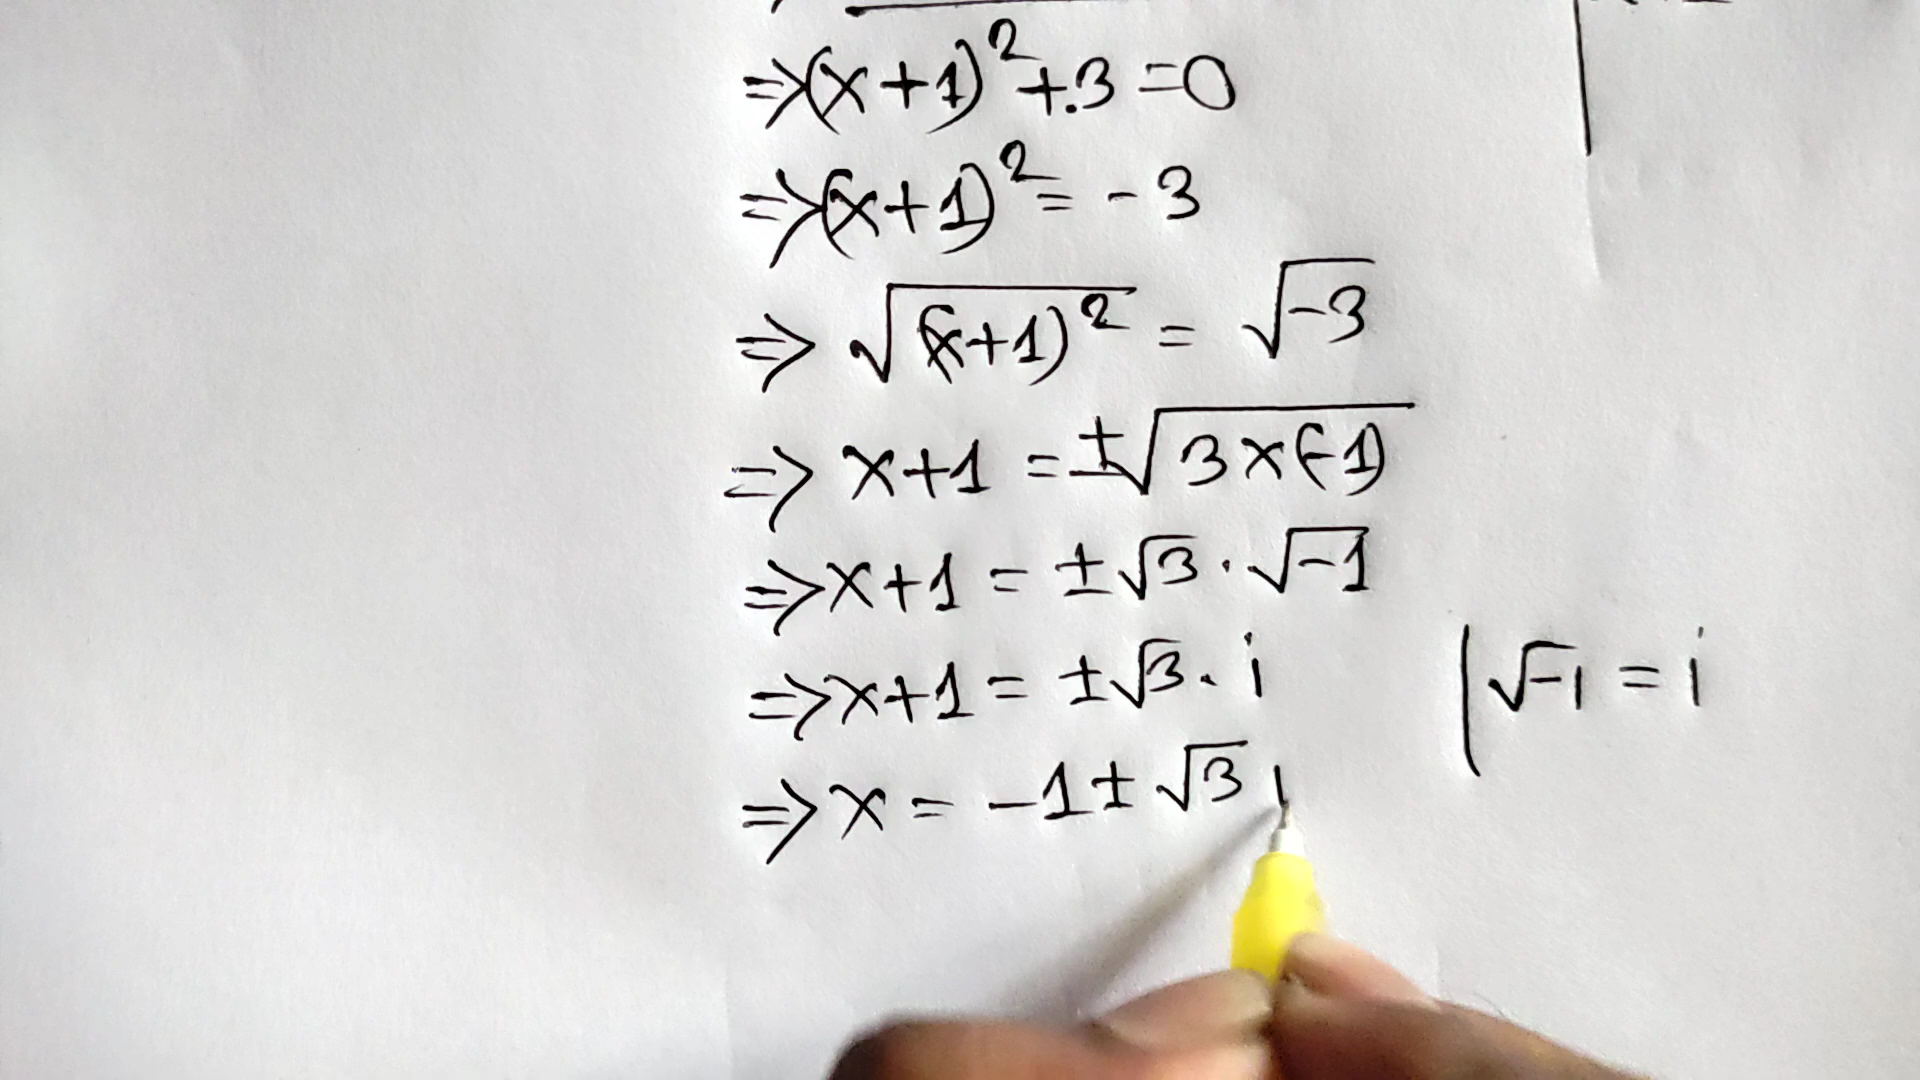 ⇒(x+1)²+.3=0
⇒(x+1)²= -3
⇒ √(x+1)² = √-3
⇒ x+1 =±√3x(-1)
⇒x+1 = ±√3.√-1
⇒x+1= ±√3. i |√-1 = i
⇒x = -1± √3 i